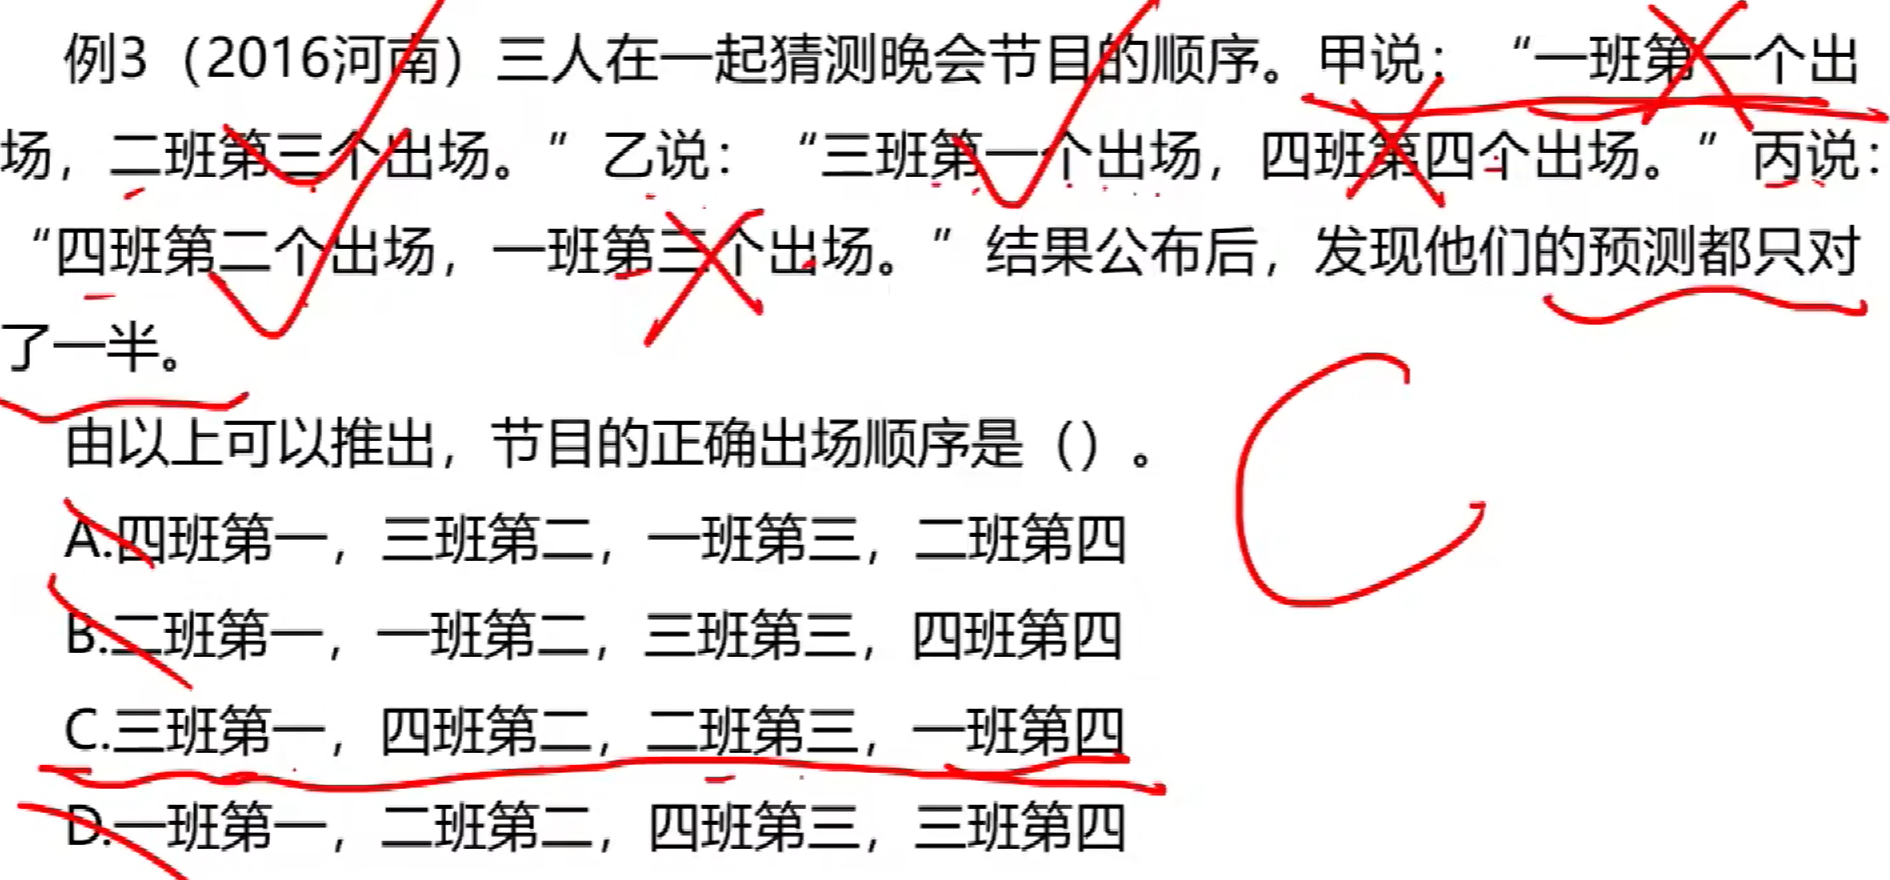 例3（2016河南）三人在一起猜测晚会节目的顺序。甲说：“一班第一个出
场，二班第三个出场。”乙说：“三班第一个出场，四班第四个出场。”丙说：
“四班第二个出场，一班第三个出场。”结果公布后，发现他们的预测都只对
了一半。
由以上可以推出，节目的正确出场顺序是（）。
A.四班第一，三班第二，一班第三，二班第四
B.二班第一，一班第二，三班第三，四班第四
C.三班第一，四班第二，二班第三，一班第四
D.一班第一，二班第二，四班第三，三班第四
C